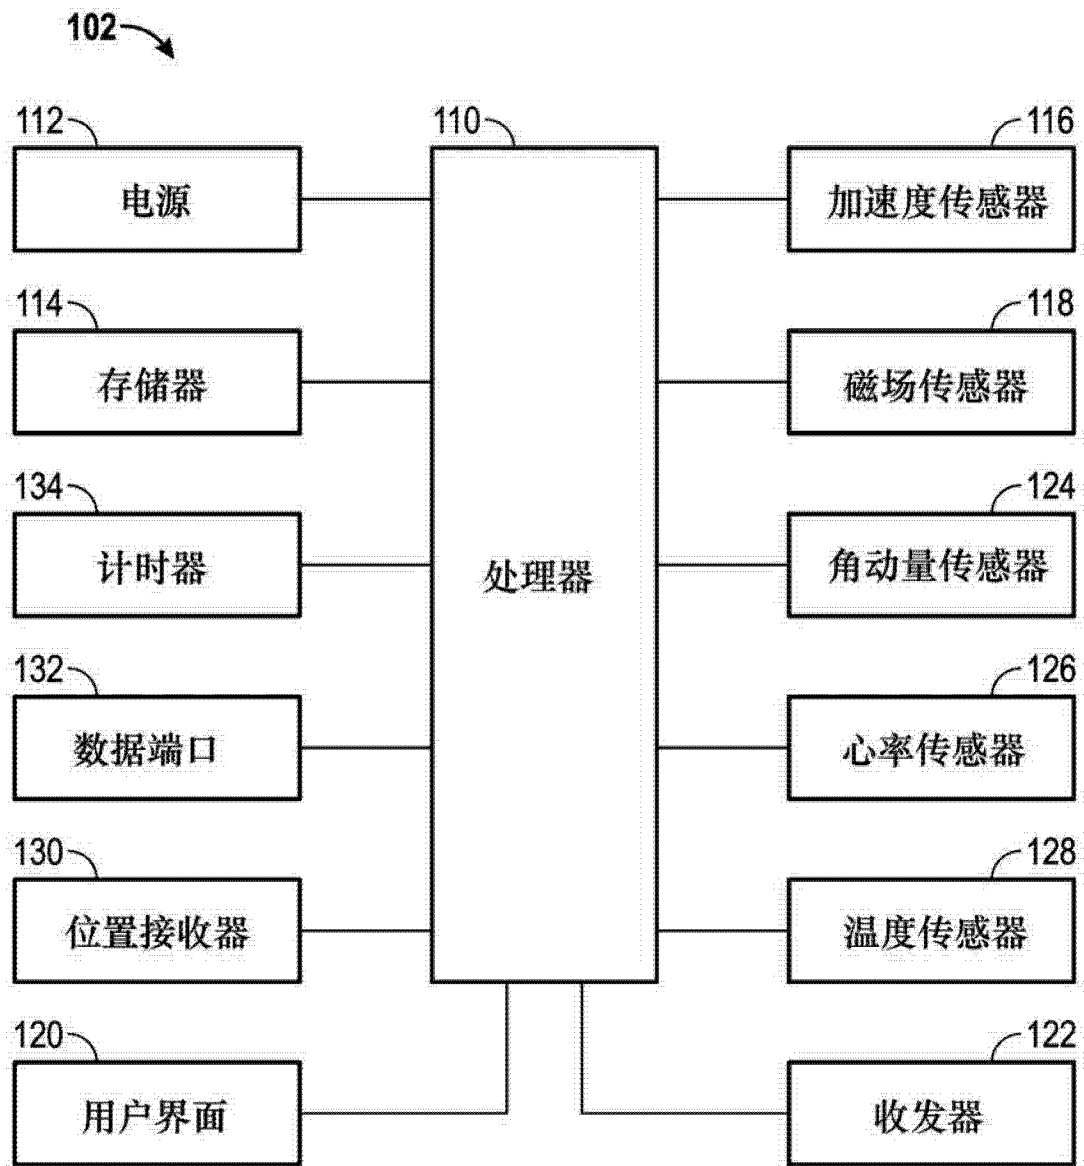 102
112
110
116
电源
加速度传感器
114
118
存储器
磁场传感器
134
124
计时器
处理器
角动量传感器
132
126
数据端口
心率传感器
130
128
位置接收器
温度传感器
120
122
用户界面
收发器